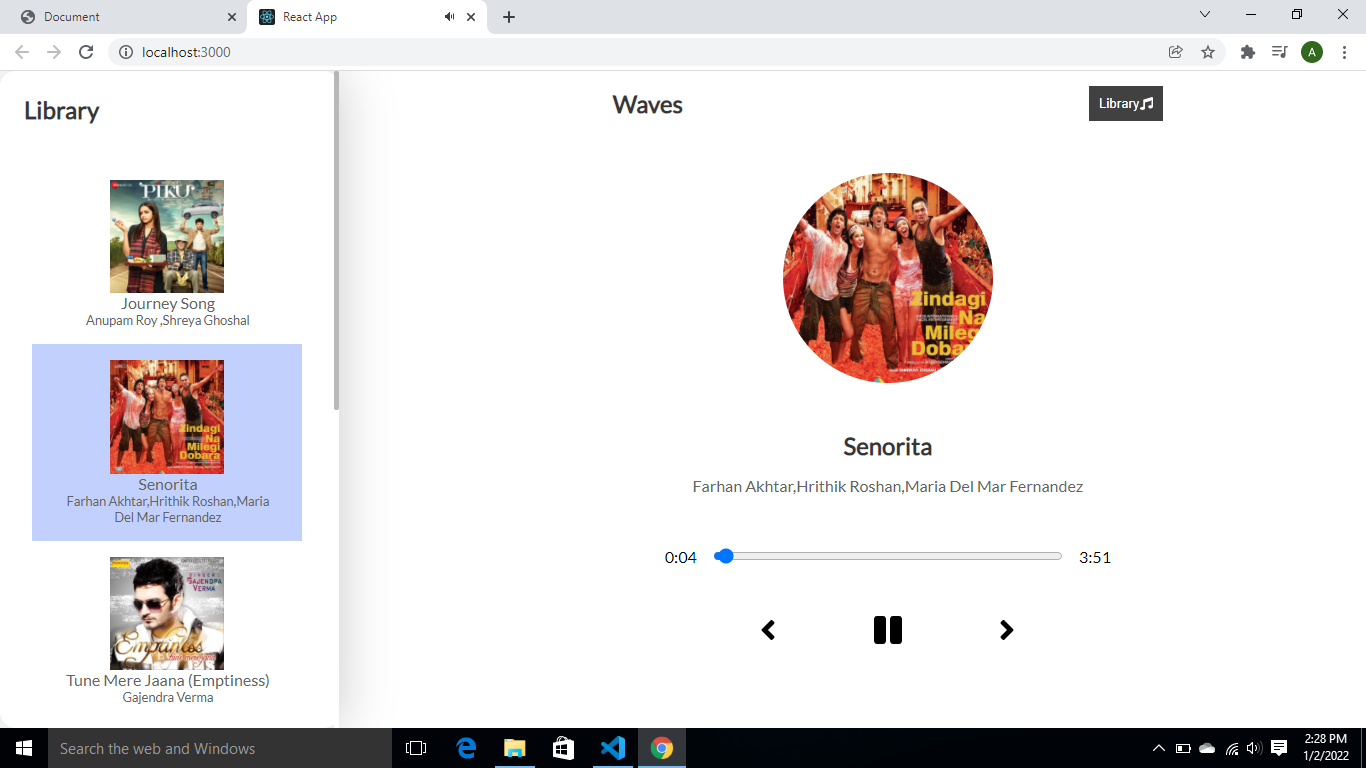 Document
React App
localhost:3000
A
Library
PIKU
Journey Song
Anupam Roy ,Shreya Ghoshal
Zindagi
Na
Milegi
Dobara
Senorita
Farhan Akhtar,Hrithik Roshan,Maria
Del Mar Fernandez
GAJENDRA
VERMA
Emptiness
Tune Mere Jaana (Emptiness)
Gajendra Verma
Waves
Library
Zindagi
Na
Milegi
Dobara
Senorita
Farhan Akhtar,Hrithik Roshan,Maria Del Mar Fernandez
0:04
3:51
Search the web and Windows
2:28 PM
1/2/2022